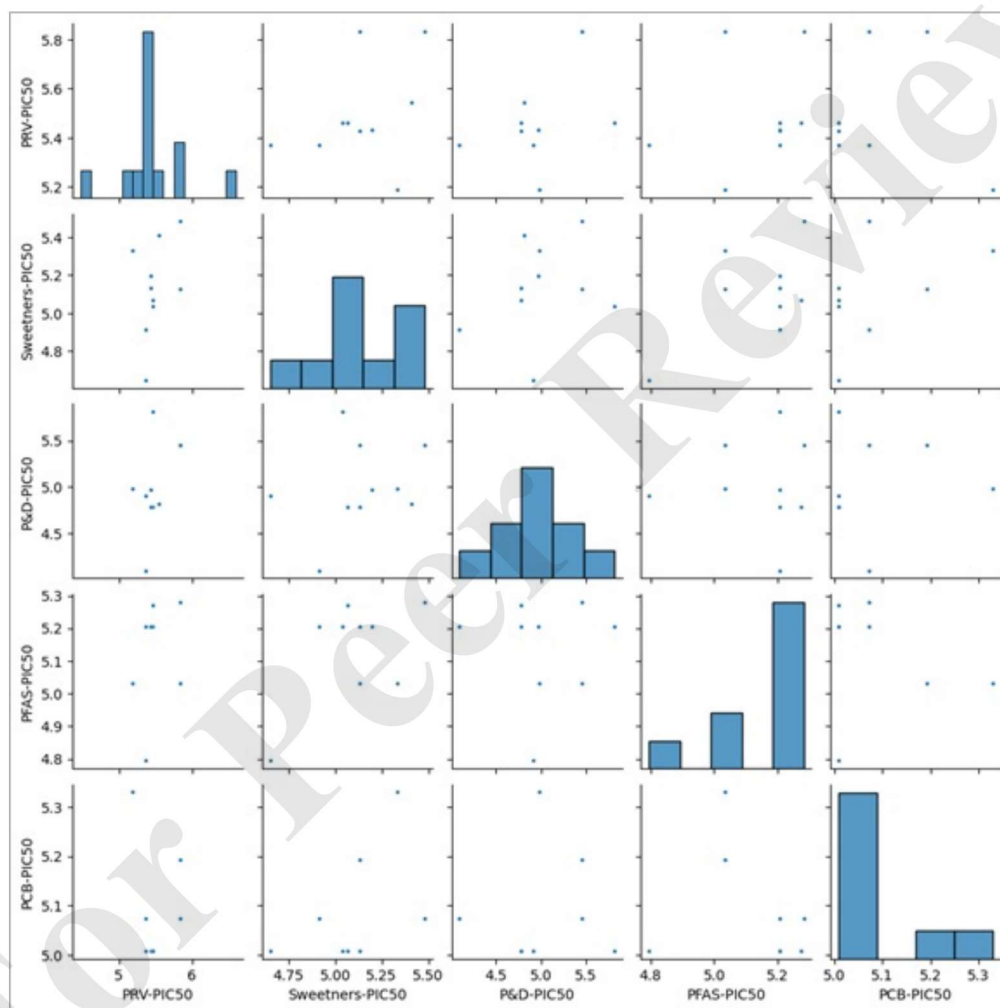 PRV-PIC50
5.8
5.6
5.4
5.2
Sweetners-PIC50
5.4
5.2
5.0
4.8
P&D-PIC50
5.5
5.0
4.5
PFAS-PIC50
5.3
5.2
5.1
5.0
4.9
4.8
PCB-PIC50
5.3
5.2
5.1
5.0
5 6 4.75 5.00 5.25 5.50 4.5 5.0 5.5 4.8 5.0 5.2 5.0 5.1 5.2 5.3
PRV-PIC50 Sweetners-PIC50 P&D-PIC50 PFAS-PIC50 PCB-PIC50
or Peer Review